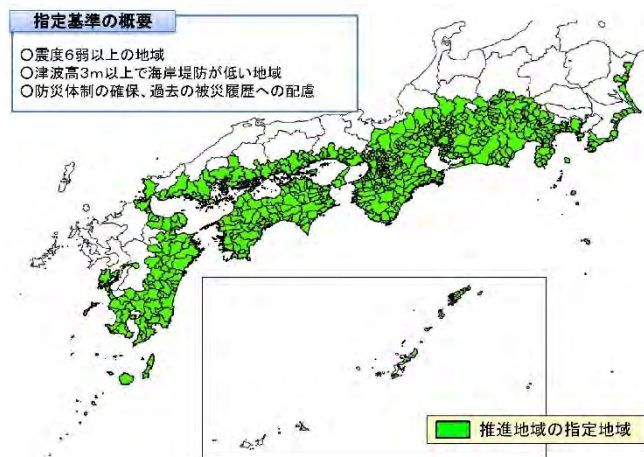 指定基準の概要
○震度6弱以上の地域
○津波高3m以上で海岸堤防が低い地域
○防災体制の確保、過去の被災履歴への配慮
推進地域の指定地域